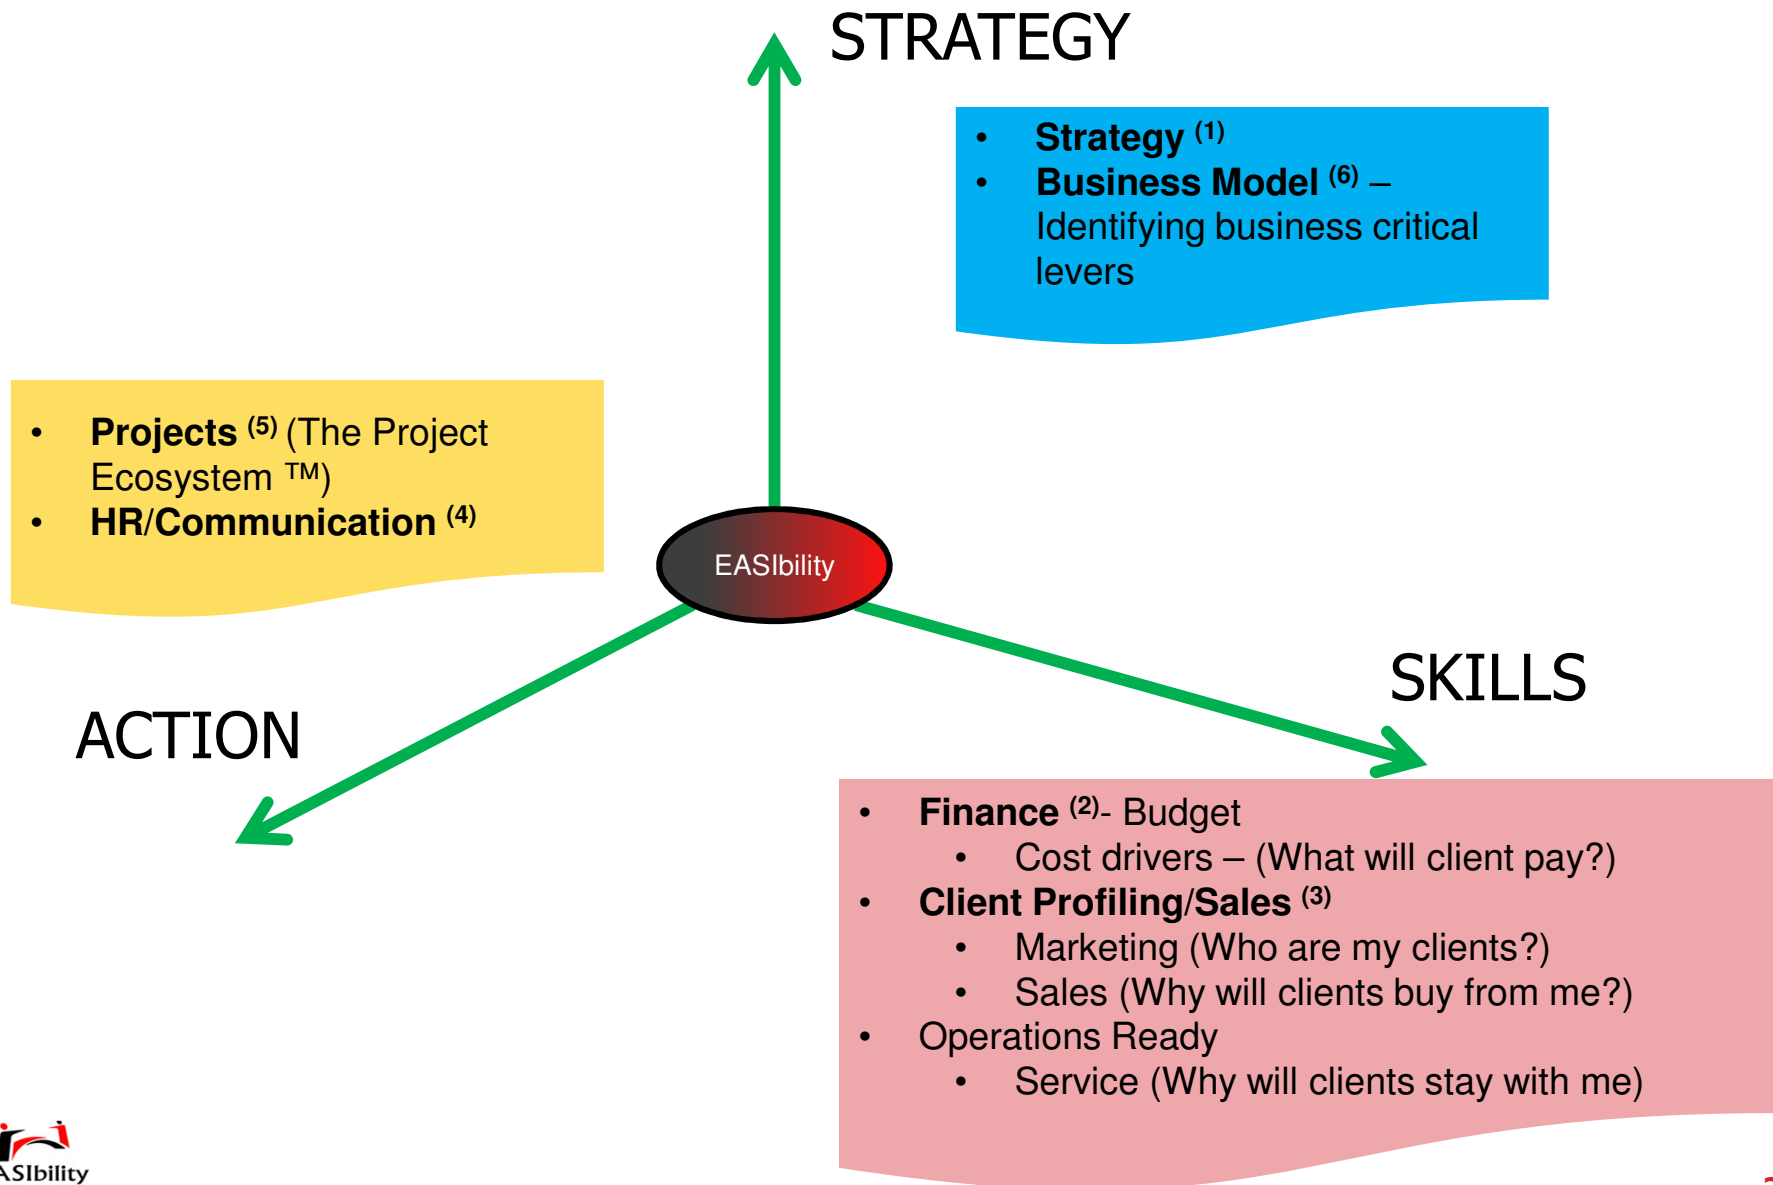 STRATEGY
• Strategy (1)
• Business Model (6) –
Identifying business critical
levers
• Projects (5) (The Project
Ecosystem ™)
• HR/Communication (4)
EASIbility
SKILLS
ACTION
• Finance (2)- Budget
• Cost drivers – (What will client pay?)
• Client Profiling/Sales (3)
• Marketing (Who are my clients?)
• Sales (Why will clients buy from me?)
• Operations Ready
• Service (Why will clients stay with me)
ASIbility